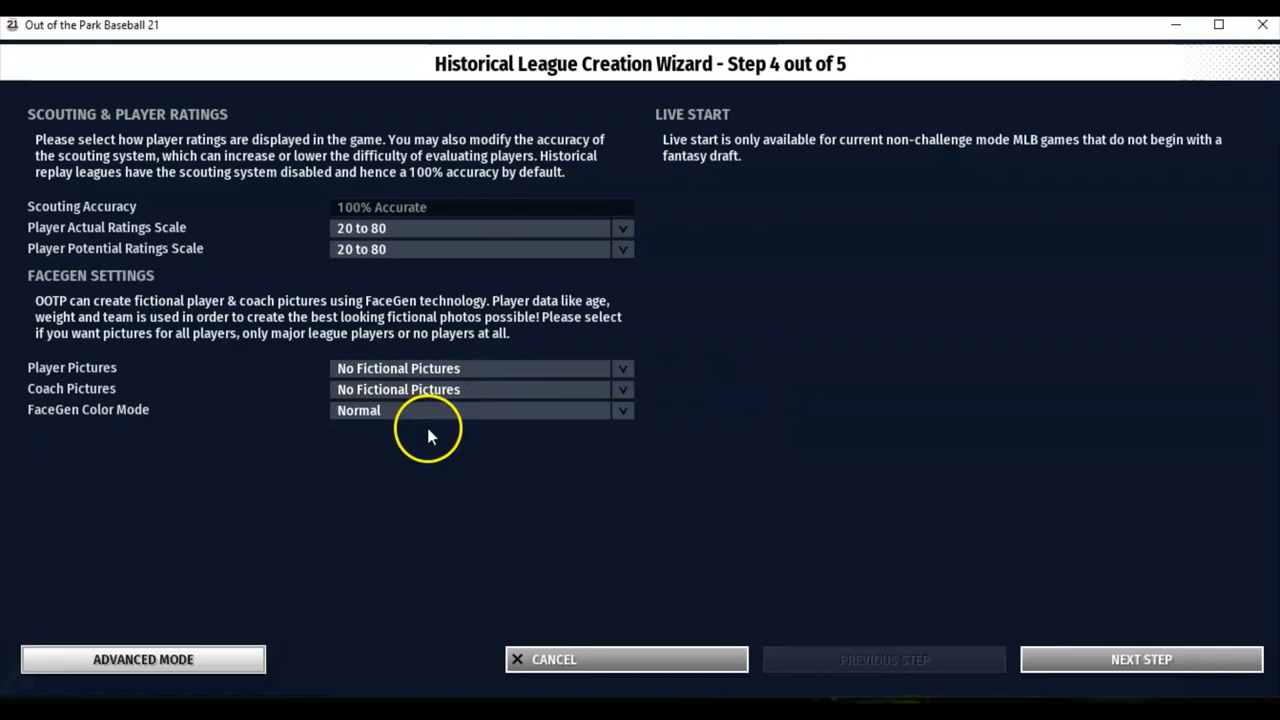 21 Out of the Park Baseball 21
Historical League Creation Wizard - Step 4 out of 5
SCOUTING & PLAYER RATINGS
Please select how player ratings are displayed in the game. You may also modify the accuracy of
the scouting system, which can increase or lower the difficulty of evaluating players. Historical
replay leagues have the scouting system disabled and hence a 100% accuracy by default.
Scouting Accuracy 100% Accurate
Player Actual Ratings Scale 20 to 80
Player Potential Ratings Scale 20 to 80
FACEGEN SETTINGS
OOTP can create fictional player & coach pictures using FaceGen technology. Player data like age,
weight and team is used in order to create the best looking fictional photos possible! Please select
if you want pictures for all players, only major league players or no players at all.
Player Pictures No Fictional Pictures
Coach Pictures No Fictional Pictures
FaceGen Color Mode Normal
LIVE START
Live start is only available for current non-challenge mode MLB games that do not begin with a
fantasy draft.
ADVANCED MODE
CANCEL
PREVIOUS STEP
NEXT STEP